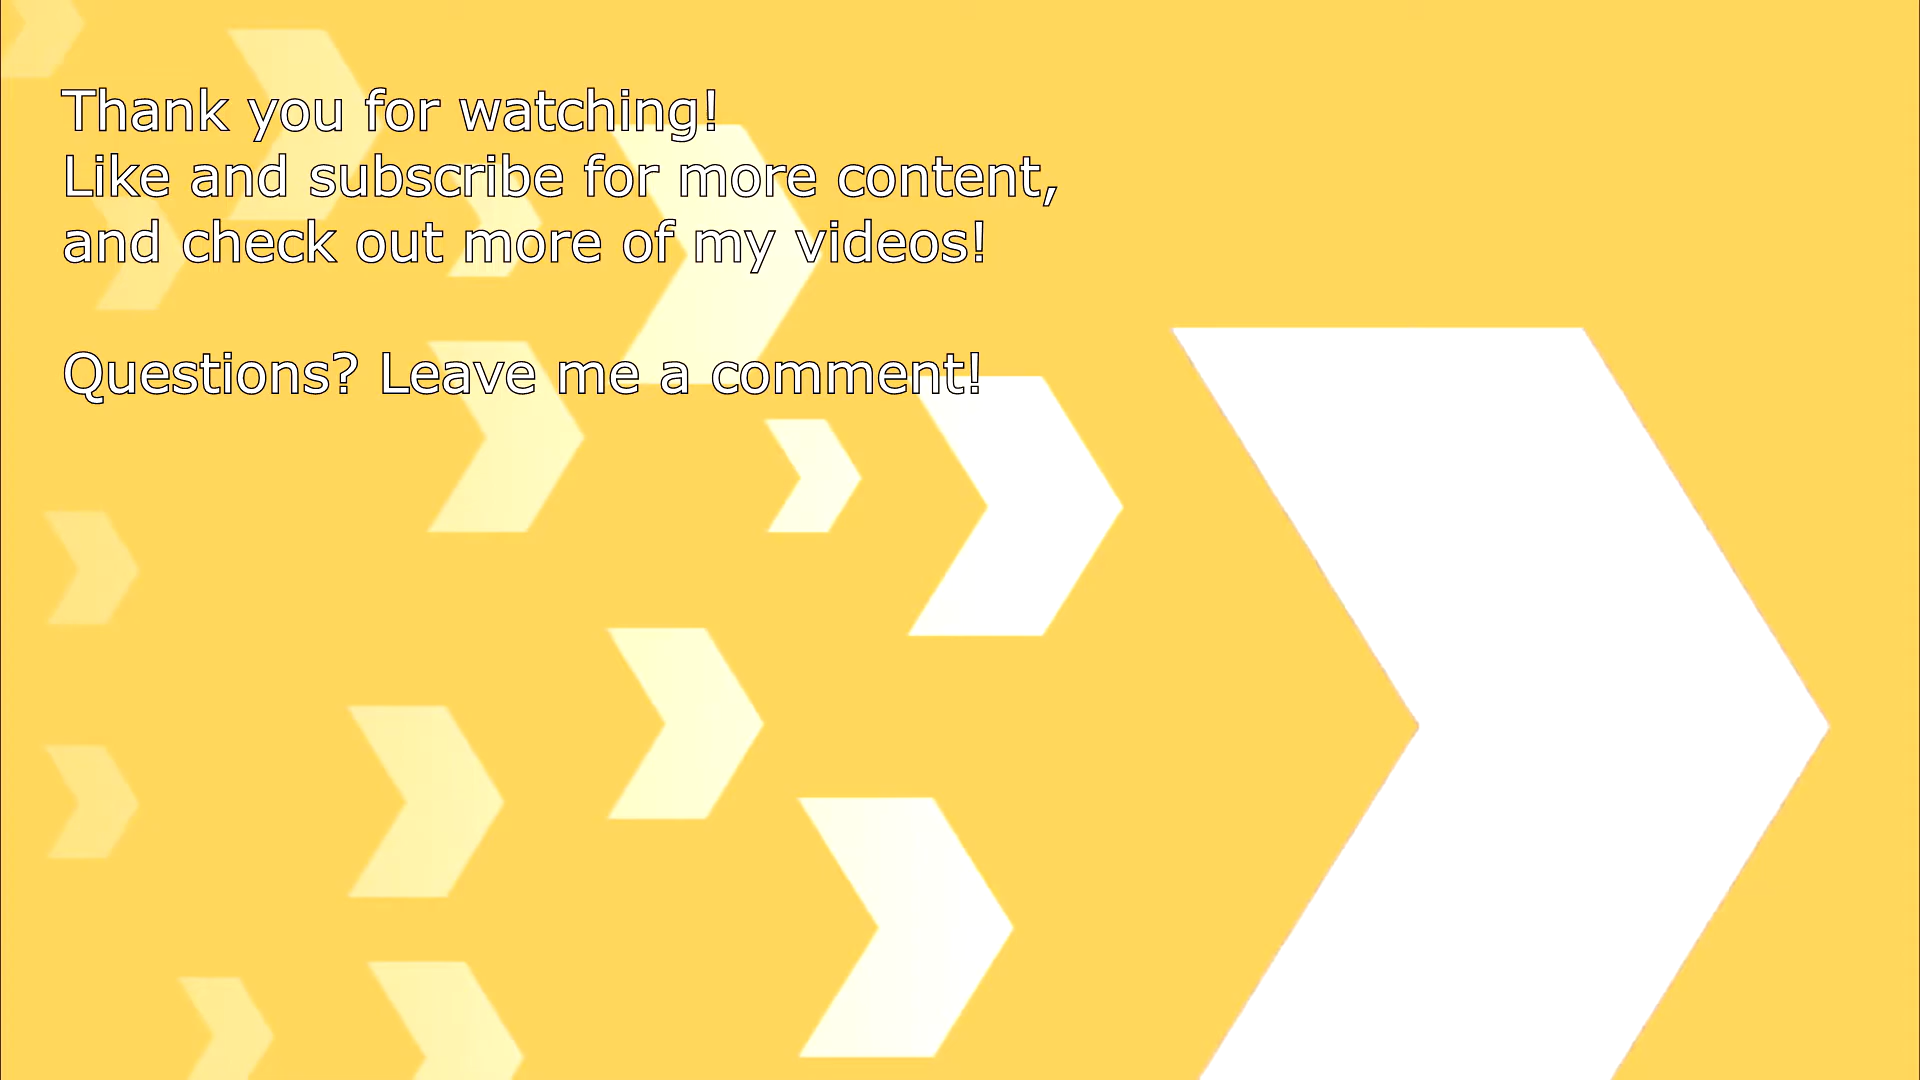 Thank you for watching!
Like and subscribe for more content,
and check out more of my videos!
Questions? Leave me a comment!